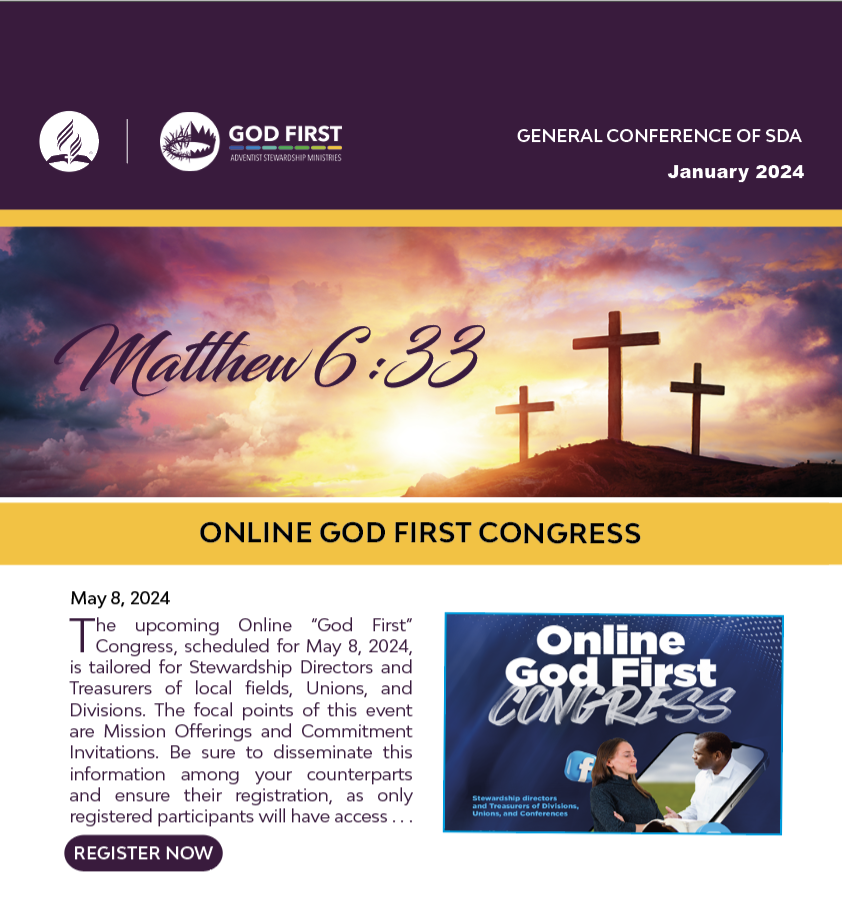 GOD FIRST
ADVENTIST STEWARDSHIP MINISTRIES
GENERAL CONFERENCE OF SDA
January 2024
Matthew 6:33
ONLINE GOD FIRST CONGRESS
May 8, 2024
The upcoming Online “God First”
Congress, scheduled for May 8, 2024,
is tailored for Stewardship Directors and
Treasurers of local fields, Unions, and
Divisions. The focal points of this event
are Mission Offerings and Commitment
Invitations. Be sure to disseminate this
information among your counterparts
and ensure their registration, as only
registered participants will have access . . .
REGISTER NOW
Online
God First
CONGRESS
f
Stewardship directors
and Treasurers of Divisions,
Unions, and Conferences